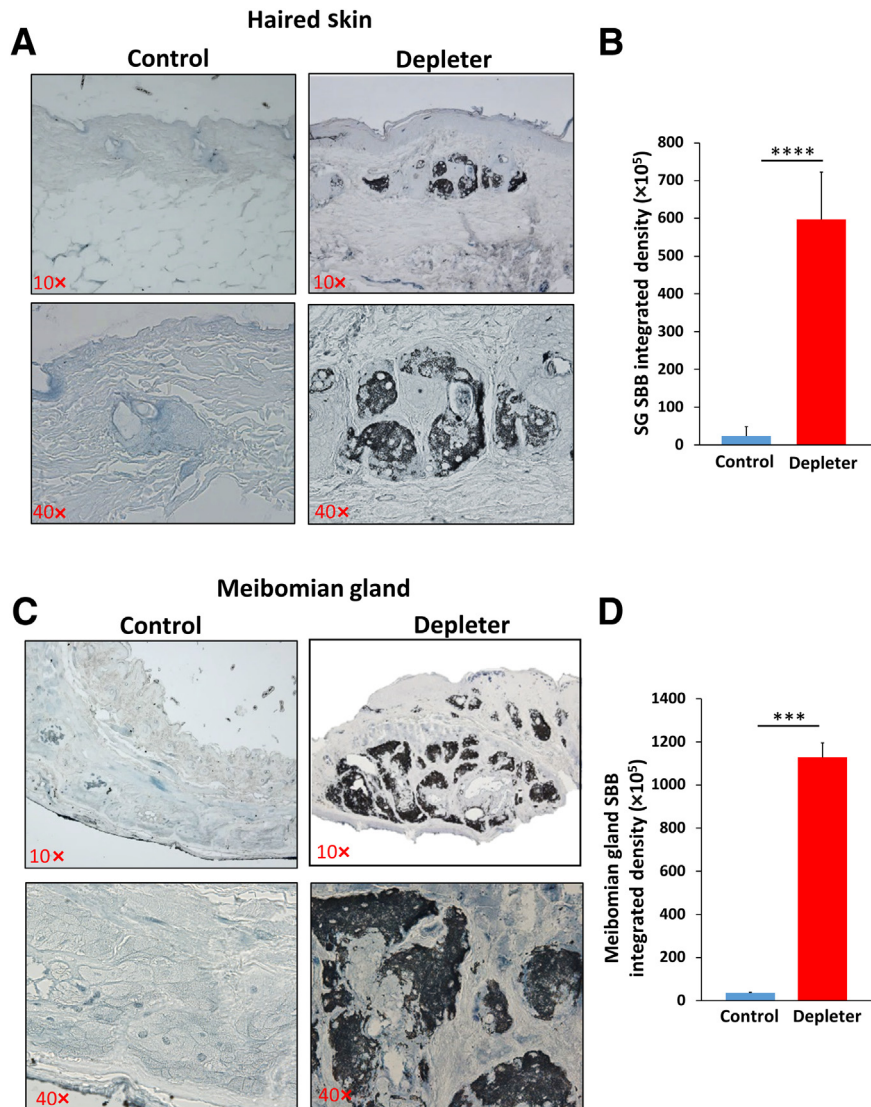 Haired skin
A
Control
Depleter
10×
10×
40×
40×
B
SG SBB integrated density (×10⁵)
800
700
600
500
400
300
200
100
0
****
Control
Depleter
Meibomian gland
C
Control
Depleter
10×
10×
40×
40×
D
Meibomian gland SBB
integrated density (×10⁵)
1400
1200
1000
800
600
400
200
0
***
Control
Depleter